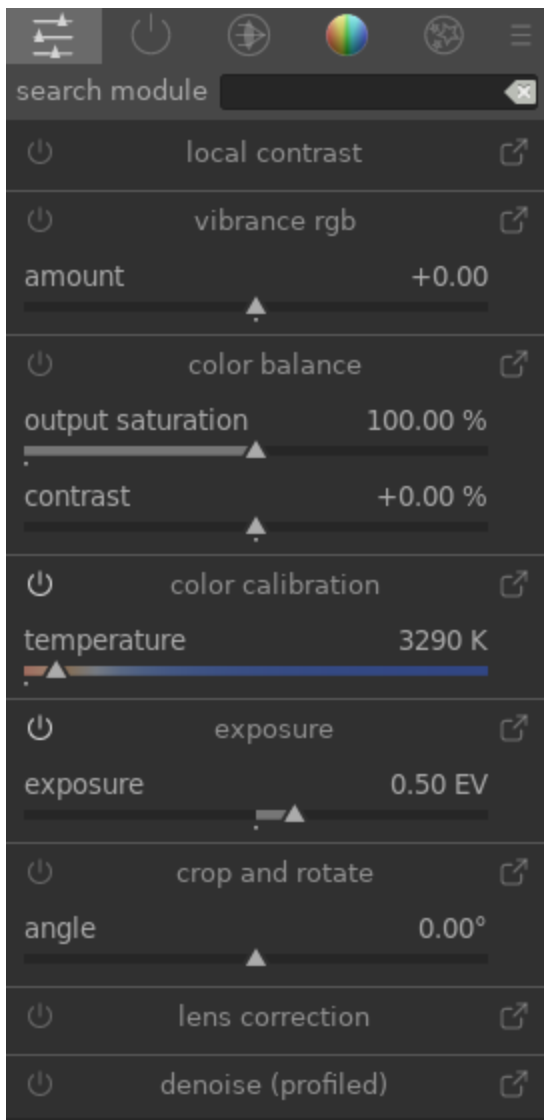 search module
local contrast
vibrance rgb
amount +0.00
color balance
output saturation 100.00 %
contrast +0.00 %
color calibration
temperature 3290 K
exposure
exposure 0.50 EV
crop and rotate
angle 0.00°
lens correction
denoise (profiled)